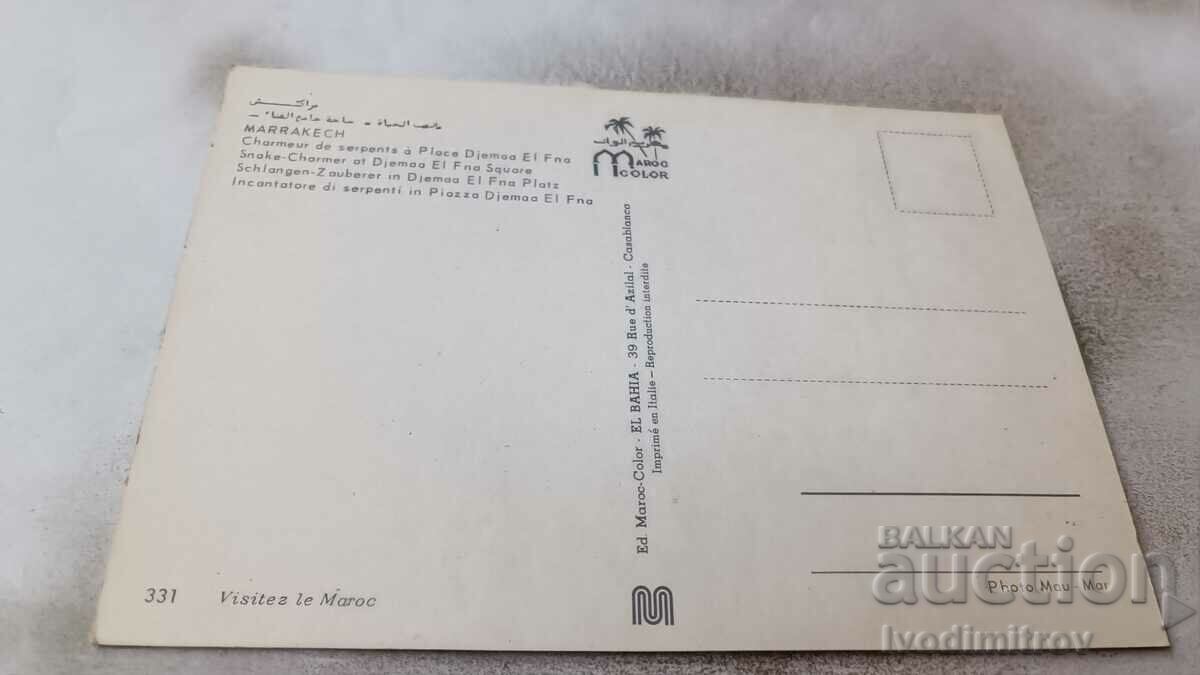 مراكش
MARRAKECH
Charmeur de serpents à Place Djemaa El Fna
Snake-Charmer at Djemaa El Fna Square
Schlangen-Zauberer in Djemaa El Fna Platz
Incantatore di serpenti in Piazza Djemaa El Fna
MAROC
COLOR
Ed. Maroc-Color - EL BAHIA - 39 Rue d'Azilal - Casablanca
Imprimé en Italie - Reproduction interdite
331 Visitez le Maroc
Photo Mau-Mar
BALKAN
auction
Ivodimitrov